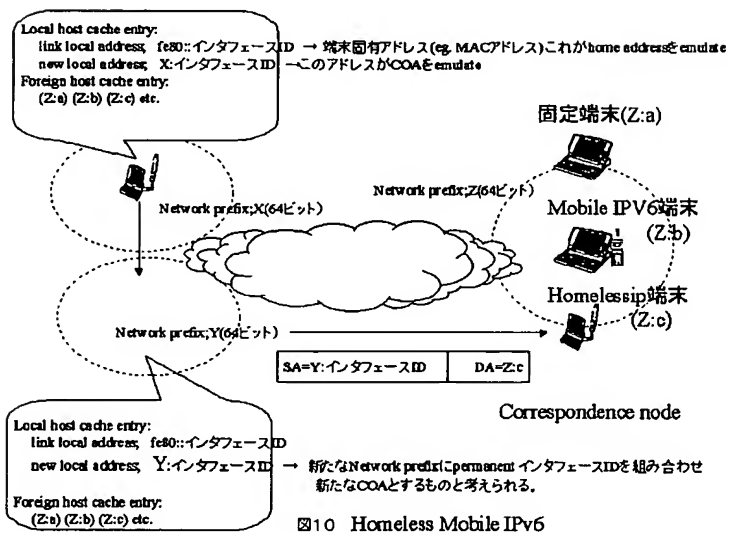 Local host cache entry:
link local address; fe80::インタフェースID → 端末固有アドレス(eg. MACアドレス)これがhome addressをemulate
new local address; X:インタフェースID →このアドレスがCOAをemulate
Foreign host cache entry:
(Z:a) (Z:b) (Z:c) etc.
固定端末(Z:a)
Network prefix;X(64ビット)
Network prefix;Z(64ビット)
Mobile IPV6端末
(Z:b)
Homelessip端末
(Z:c)
Network prefix;Y(64ビット)
SA=Y:インタフェースID
DA=Z:c
Correspondence node
Local host cache entry:
link local address; fe80::インタフェースID
new local address; Y:インタフェースID → 新たなNetwork prefixにpermanent インタフェースIDを組み合わせ
新たなCOAとするものと考えられる。
Foreign host cache entry:
(Z:a) (Z:b) (Z:c) etc.
図10 Homeless Mobile IPv6